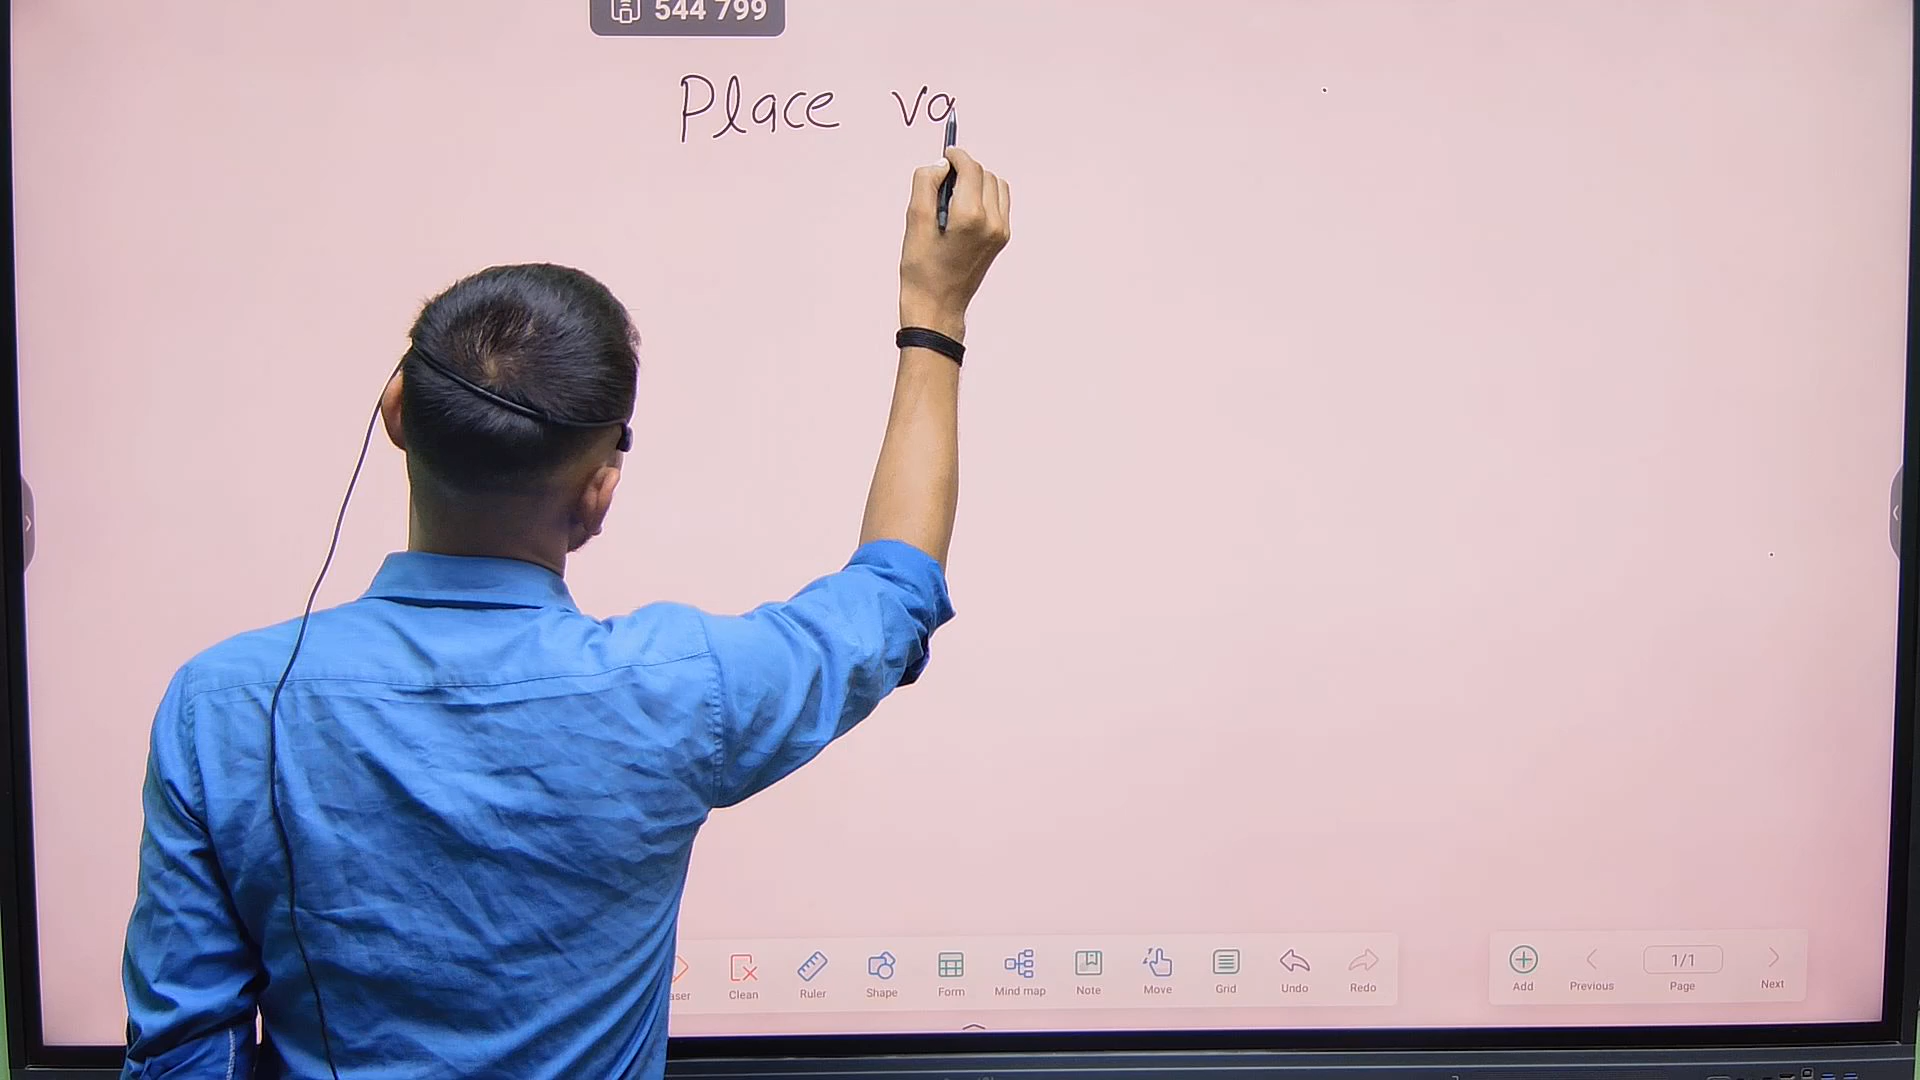 544 799
Place va
aser Clean Ruler Shape Form Mind map Note Move Grid Undo Redo Add Previous 1/1 Page Next